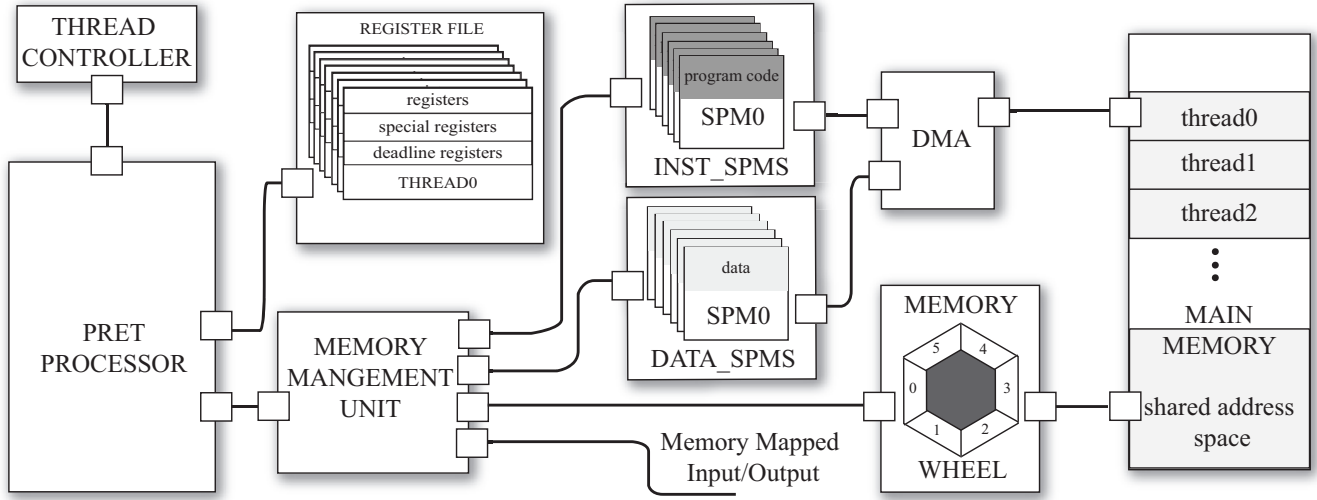 THREAD
CONTROLLER
PRET
PROCESSOR
REGISTER FILE
registers
special registers
deadline registers
THREAD0
MEMORY
MANGEMENT
UNIT
program code
SPM0
INST_SPMS
data
SPM0
DATA_SPMS
Memory Mapped
Input/Output
DMA
MEMORY
5 4
0 3
1 2
WHEEL
thread0
thread1
thread2
MAIN
MEMORY
shared address
space